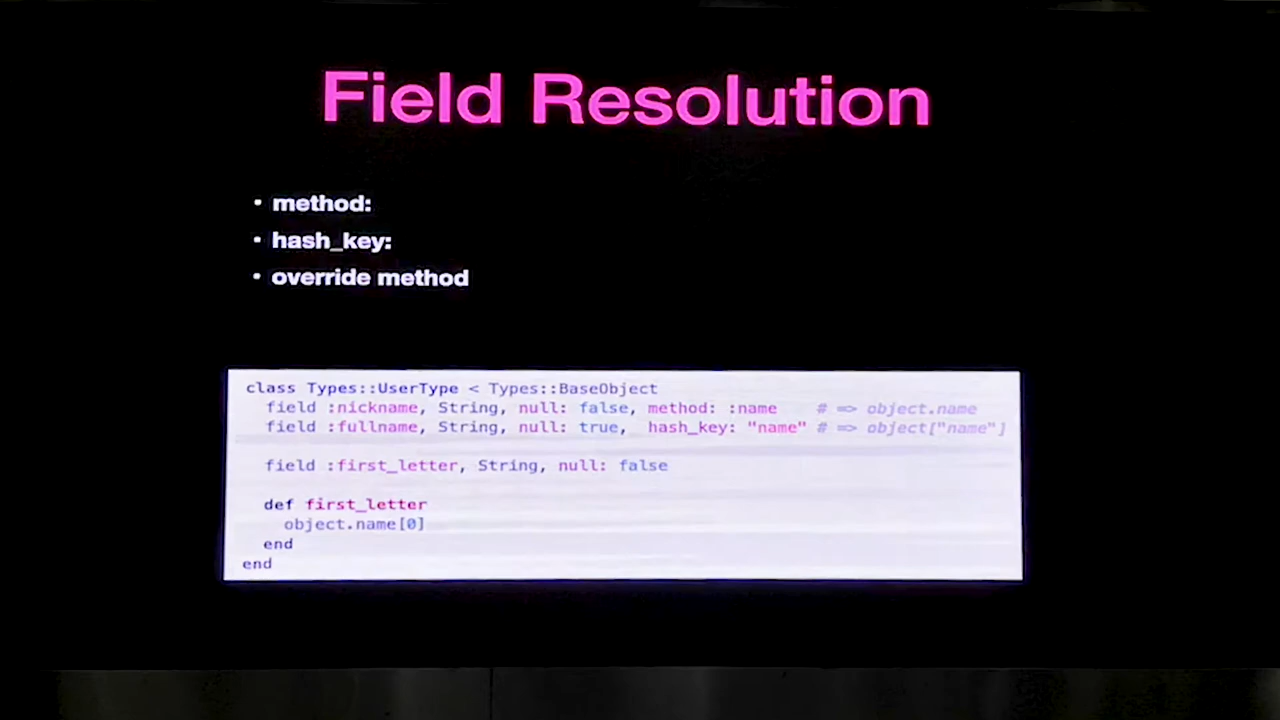 Field Resolution
• method:
• hash_key:
• override method
class Types::UserType < Types::BaseObject
  field :nickname, String, null: false, method: :name    # => object.name
  field :fullname, String, null: true,  hash_key: "name" # => object["name"]
  field :first_letter, String, null: false
  def first_letter
    object.name[0]
  end
end